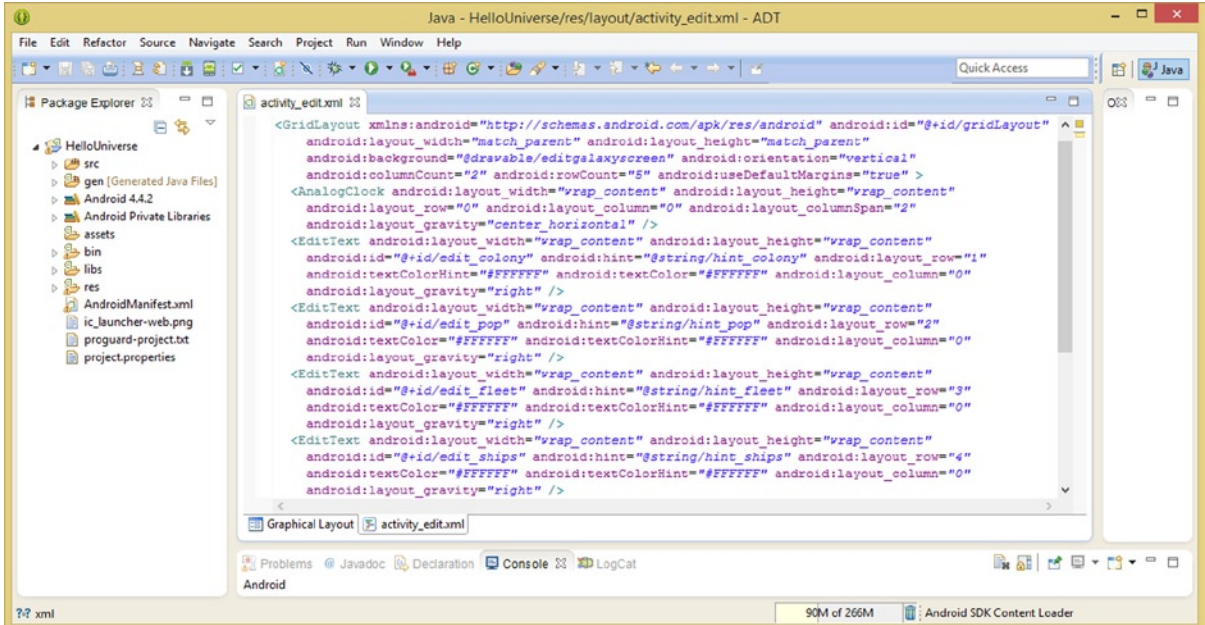 Java - HelloUniverse/res/layout/activity_edit.xml - ADT
File Edit Refactor Source Navigate Search Project Run Window Help
Quick Access
Java
Package Explorer
HelloUniverse
src
gen [Generated Java Files]
Android 4.4.2
Android Private Libraries
assets
bin
libs
res
AndroidManifest.xml
ic_launcher-web.png
proguard-project.txt
project.properties
activity_edit.xml
<GridLayout xmlns:android="http://schemas.android.com/apk/res/android" android:id="@+id/gridLayout"
android:layout_width="match_parent" android:layout_height="match_parent"
android:background="@drawable/editgalaxyscreen" android:orientation="vertical"
android:columnCount="2" android:rowCount="5" android:useDefaultMargins="true" >
<AnalogClock android:layout_width="wrap_content" android:layout_height="wrap_content"
android:layout_row="0" android:layout_column="0" android:layout_columnSpan="2"
android:layout_gravity="center_horizontal" />
<EditText android:layout_width="wrap_content" android:layout_height="wrap_content"
android:id="@+id/edit_colony" android:hint="@string/hint_colony" android:layout_row="1"
android:textColorHint="#FFFFFF" android:textColor="#FFFFFF" android:layout_column="0"
android:layout_gravity="right" />
<EditText android:layout_width="wrap_content" android:layout_height="wrap_content"
android:id="@+id/edit_pop" android:hint="@string/hint_pop" android:layout_row="2"
android:textColor="#FFFFFF" android:textColorHint="#FFFFFF" android:layout_column="0"
android:layout_gravity="right" />
<EditText android:layout_width="wrap_content" android:layout_height="wrap_content"
android:id="@+id/edit_fleet" android:hint="@string/hint_fleet" android:layout_row="3"
android:textColor="#FFFFFF" android:textColorHint="#FFFFFF" android:layout_column="0"
android:layout_gravity="right" />
<EditText android:layout_width="wrap_content" android:layout_height="wrap_content"
android:id="@+id/edit_ships" android:hint="@string/hint_ships" android:layout_row="4"
android:textColor="#FFFFFF" android:textColorHint="#FFFFFF" android:layout_column="0"
android:layout_gravity="right" />
Graphical Layout activity_edit.xml
Problems @ Javadoc Declaration Console LogCat
Android
xml
90M of 266M
Android SDK Content Loader